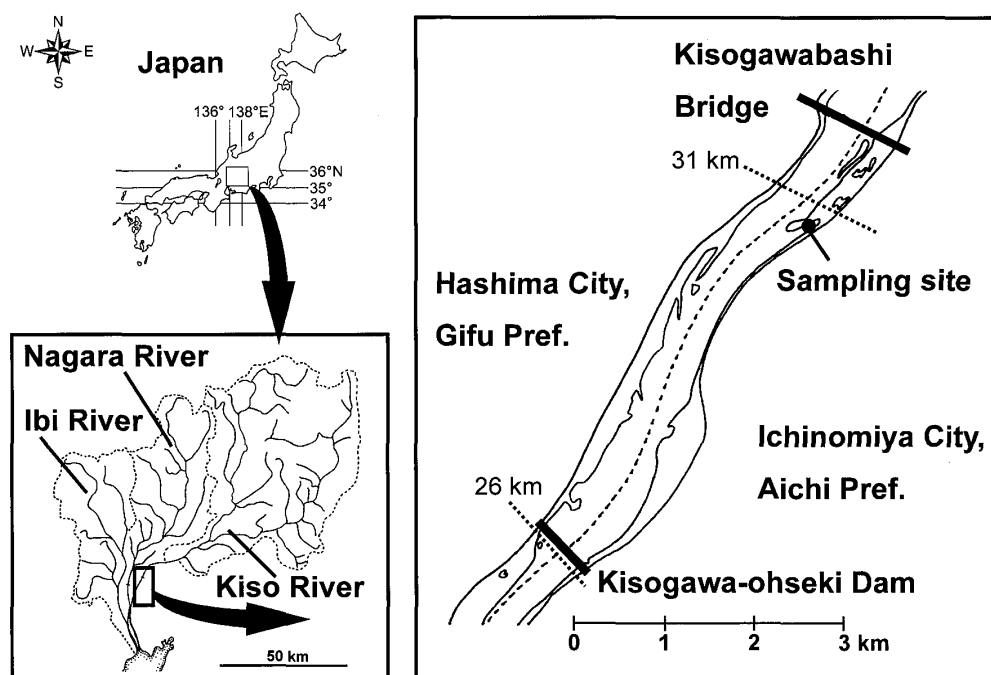 N
W E
S
Japan
136° 138°E
36°N
35°
34°
Nagara River
Ibi River
Kiso River
50 km
Kisogawabashi
Bridge
31 km
Sampling site
Hashima City,
Gifu Pref.
Ichinomiya City,
Aichi Pref.
26 km
Kisogawa-ohseki Dam
0 1 2 3 km